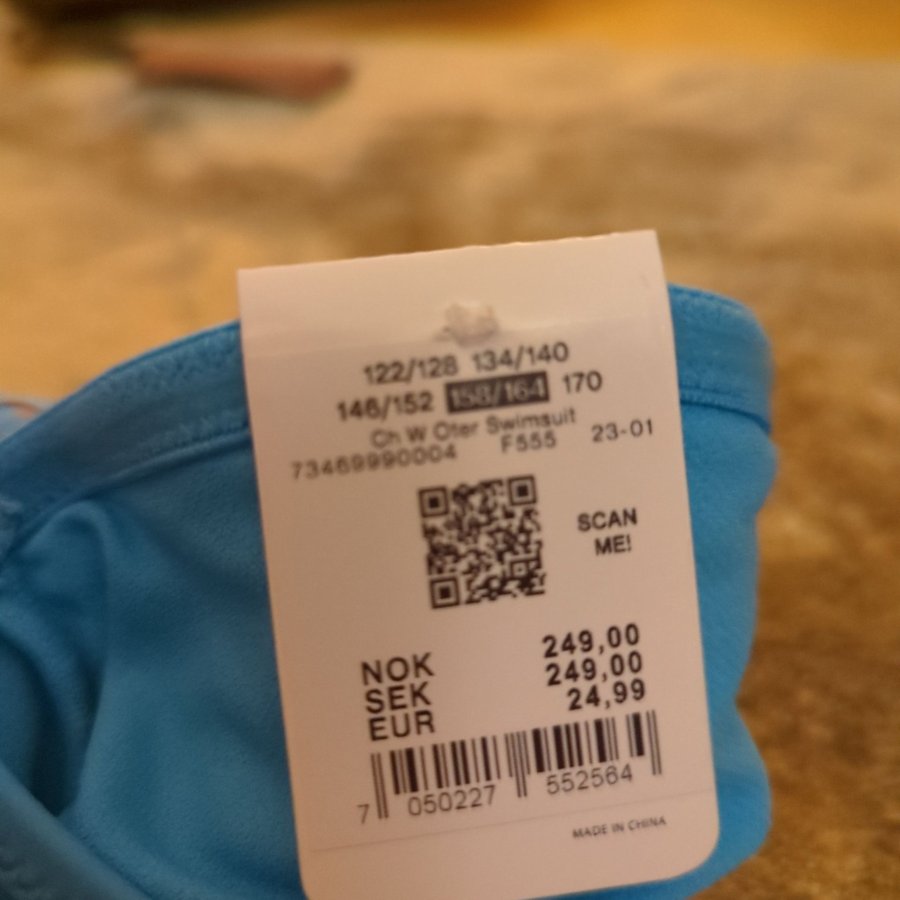 122/128 134/140
146/152 158/164 170
Ch W Oter Swimsuit
73469990004 F555 23-01
SCAN
ME!
NOK 249,00
SEK 249,00
EUR 24,99
7 050227 552564
MADE IN CHINA